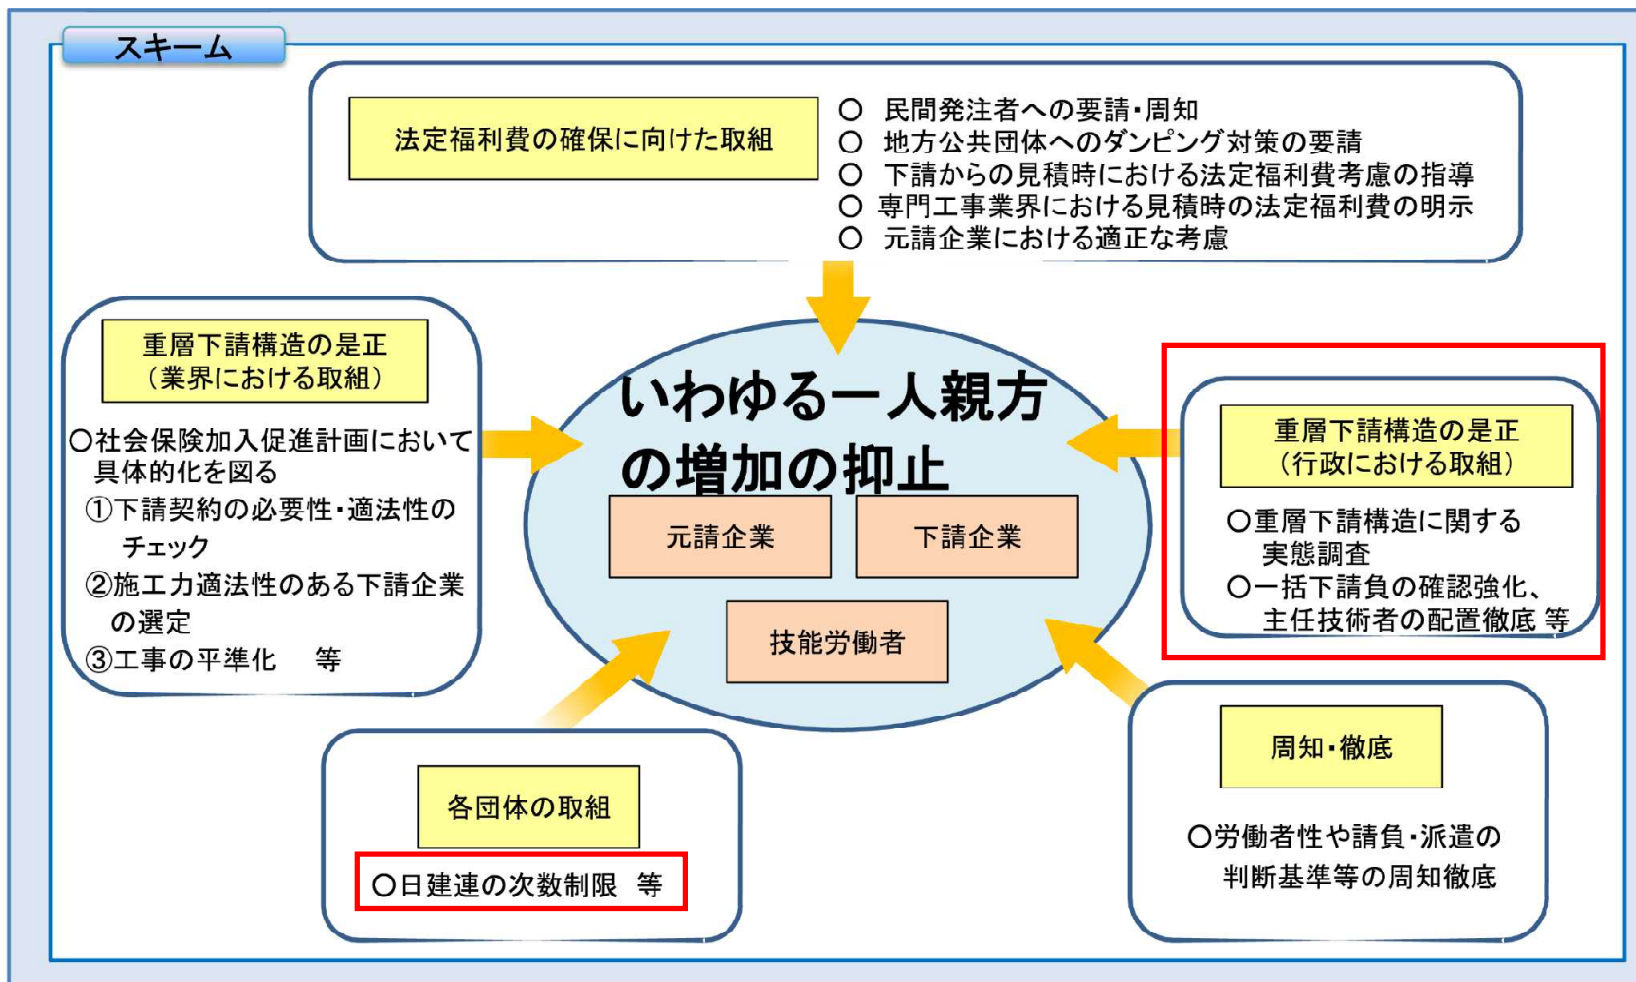 スキーム
法定福利費の確保に向けた取組
○ 民間発注者への要請・周知
○ 地方公共団体へのダンピング対策の要請
○ 下請からの見積時における法定福利費考慮の指導
○ 専門工事業界における見積時の法定福利費の明示
○ 元請企業における適正な考慮
重層下請構造の是正
（業界における取組）
○社会保険加入促進計画において
具体的化を図る
①下請契約の必要性・適法性の
チェック
②施工力適法性のある下請企業
の選定
③工事の平準化 等
いわゆる一人親方
の増加の抑止
元請企業
下請企業
技能労働者
重層下請構造の是正
（行政における取組）
○重層下請構造に関する
実態調査
○一括下請負の確認強化、
主任技術者の配置徹底 等
各団体の取組
○日建連の次数制限 等
周知・徹底
○労働者性や請負・派遣の
判断基準等の周知徹底